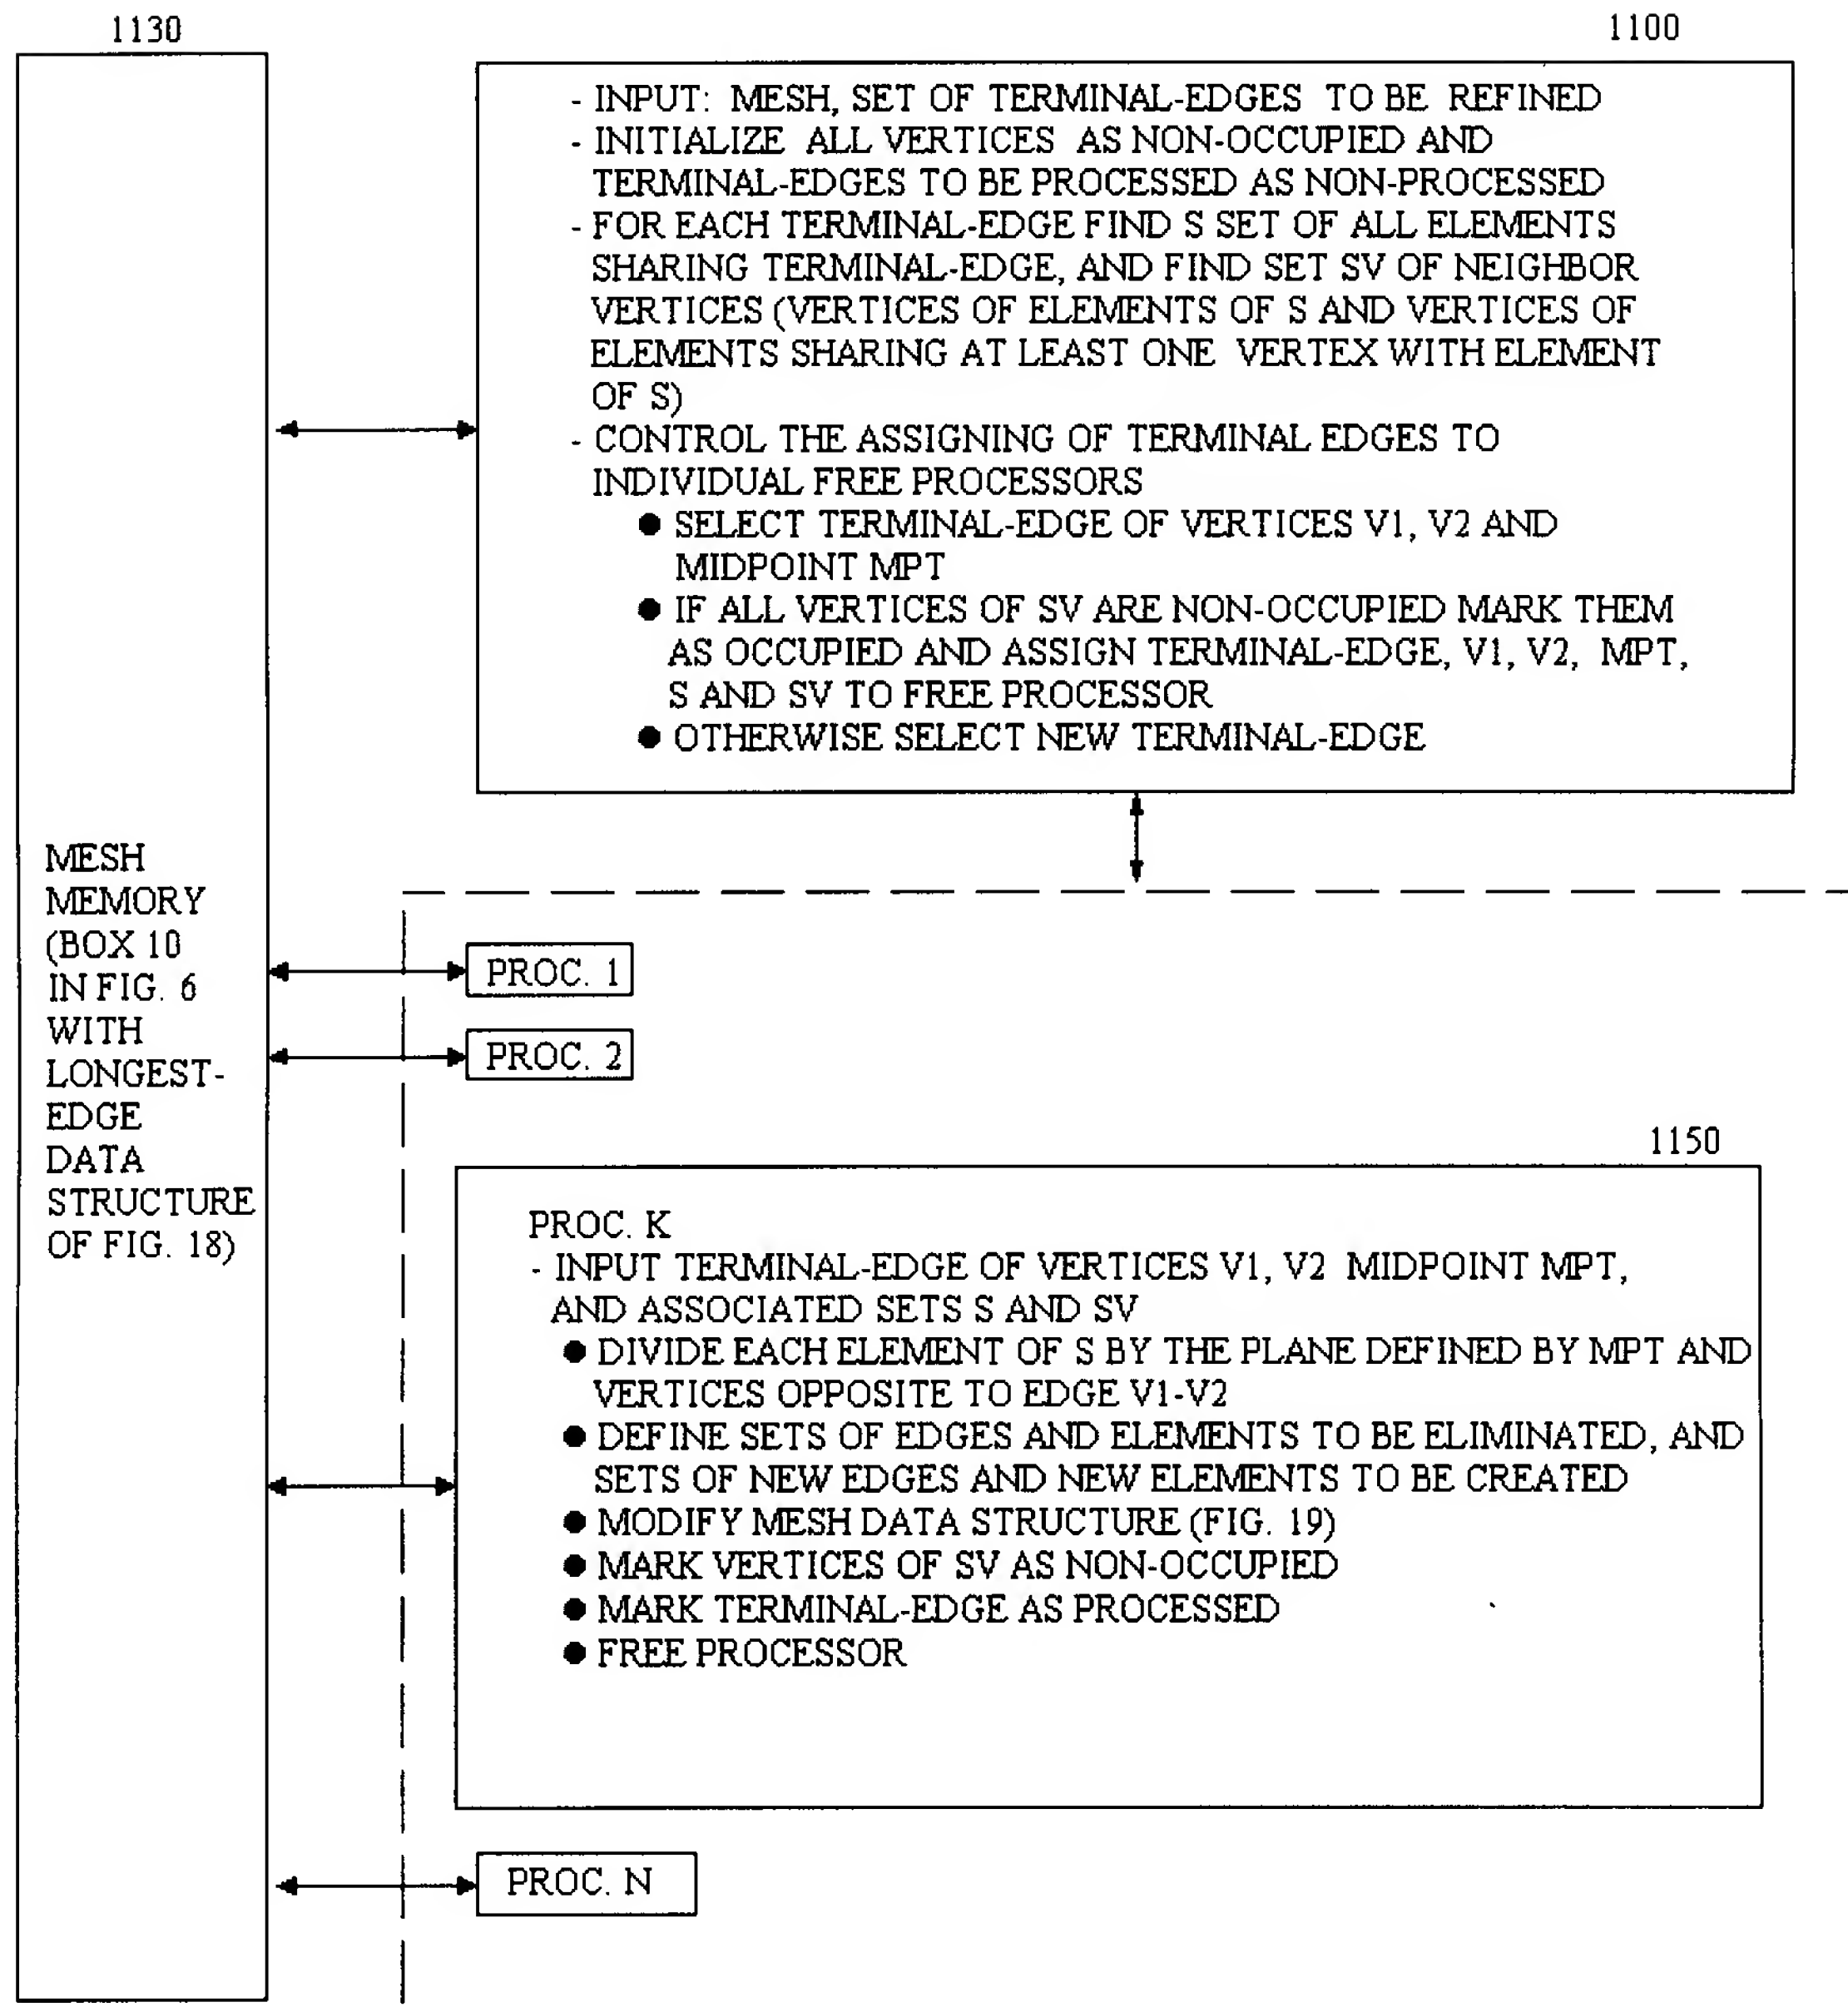 1130
1100
- INPUT: MESH, SET OF TERMINAL-EDGES TO BE REFINED
- INITIALIZE ALL VERTICES AS NON-OCCUPIED AND
TERMINAL-EDGES TO BE PROCESSED AS NON-PROCESSED
- FOR EACH TERMINAL-EDGE FIND S SET OF ALL ELEMENTS
SHARING TERMINAL-EDGE, AND FIND SET SV OF NEIGHBOR
VERTICES (VERTICES OF ELEMENTS OF S AND VERTICES OF
ELEMENTS SHARING AT LEAST ONE VERTEX WITH ELEMENT
OF S)
- CONTROL THE ASSIGNING OF TERMINAL EDGES TO
INDIVIDUAL FREE PROCESSORS
● SELECT TERMINAL-EDGE OF VERTICES V1, V2 AND
MIDPOINT MPT
● IF ALL VERTICES OF SV ARE NON-OCCUPIED MARK THEM
AS OCCUPIED AND ASSIGN TERMINAL-EDGE, V1, V2, MPT,
S AND SV TO FREE PROCESSOR
● OTHERWISE SELECT NEW TERMINAL-EDGE
MESH
MEMORY
(BOX 10
IN FIG. 6
WITH
LONGEST-
EDGE
DATA
STRUCTURE
OF FIG. 18)
PROC. 1
PROC. 2
1150
PROC. K
- INPUT TERMINAL-EDGE OF VERTICES V1, V2 MIDPOINT MPT,
AND ASSOCIATED SETS S AND SV
● DIVIDE EACH ELEMENT OF S BY THE PLANE DEFINED BY MPT AND
VERTICES OPPOSITE TO EDGE V1-V2
● DEFINE SETS OF EDGES AND ELEMENTS TO BE ELIMINATED, AND
SETS OF NEW EDGES AND NEW ELEMENTS TO BE CREATED
● MODIFY MESH DATA STRUCTURE (FIG. 19)
● MARK VERTICES OF SV AS NON-OCCUPIED
● MARK TERMINAL-EDGE AS PROCESSED
● FREE PROCESSOR
PROC. N